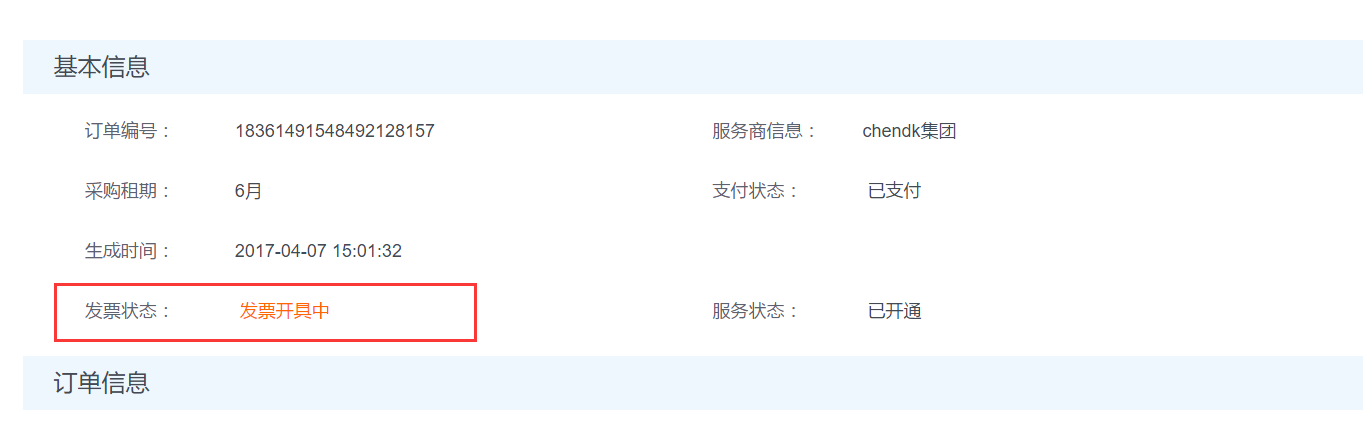 基本信息
订单编号： 18361491548492128157 服务商信息： chendk集团
采购租期： 6月 支付状态： 已支付
生成时间： 2017-04-07 15:01:32
发票状态： 发票开具中 服务状态： 已开通
订单信息